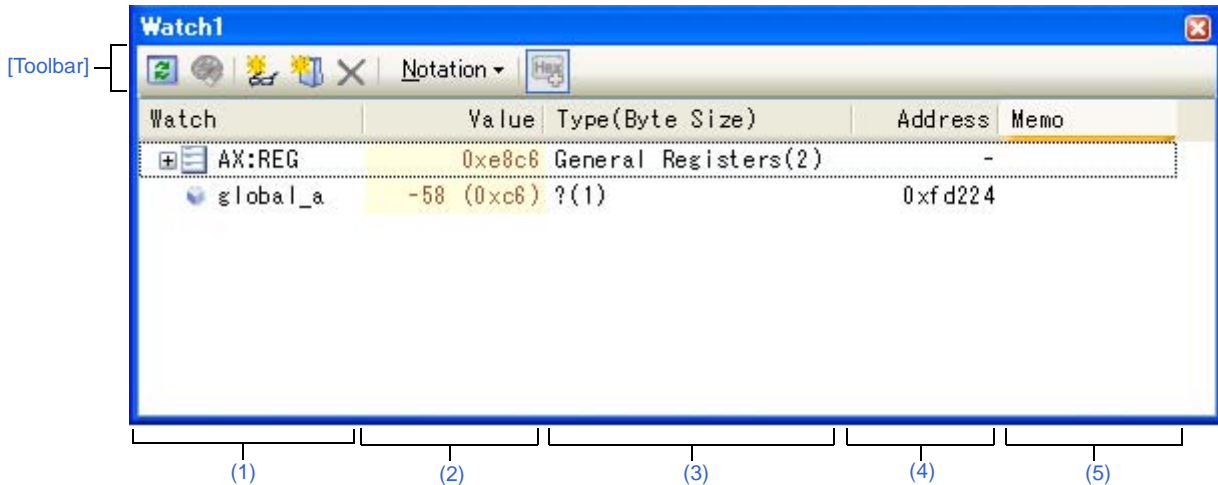 Watch1
[Toolbar]
Notation
Hex
Watch Value Type(Byte Size) Address Memo
AX:REG 0xe8c6 General Registers(2) -
global_a -58 (0xc6) ?(1) 0xfd224
(1) (2) (3) (4) (5)